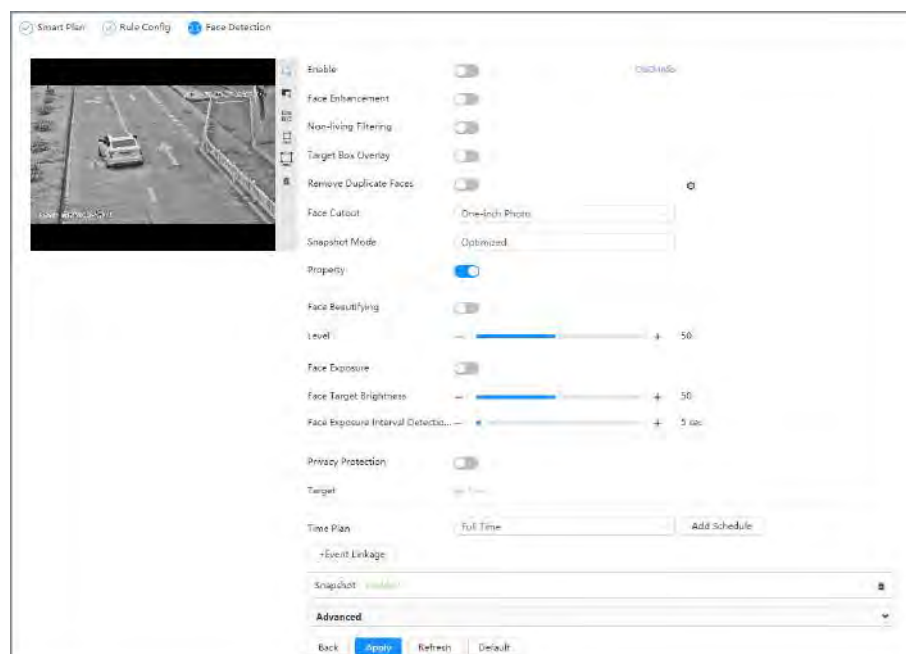 Smart Plan Rule Config Face Detection
Enable
Face Enhancement
Non-living Filtering
Target Box Overlay
Remove Duplicate Faces
Face Cutout One-Inch Photo
Snapshot Mode Optimized
Property
Face Beautifying
Level − + 50
Face Exposure
Face Target Brightness − + 50
Face Exposure Interval Detectio... − + 5 sec
Privacy Protection
Target
Time Plan Full Time Add Schedule
+Event Linkage
Snapshot
Advanced
Back Apply Refresh Default